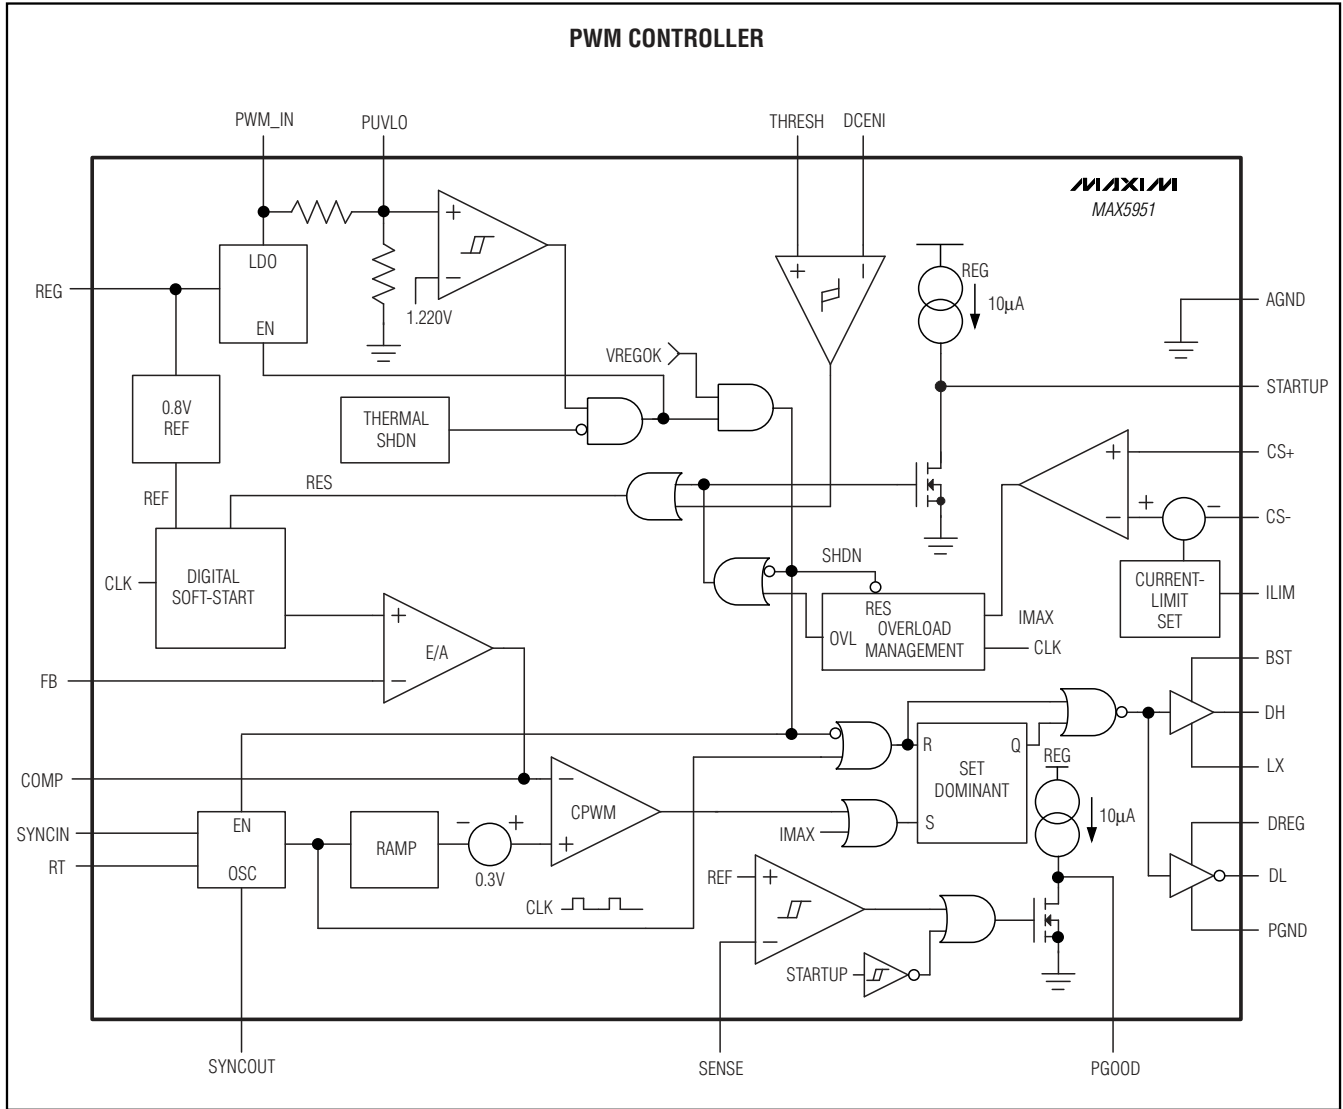 PWM CONTROLLER
PWM_IN
PUVLO
THRESH
DCENI
MAXIM
MAX5951
+
LDO
REG
EN
−
1.220V
+
−
REG
10µA
AGND
VREGOK
STARTUP
0.8V
REF
THERMAL
SHDN
+
CS+
RES
REF
−
+
−
CS-
SHDN
CLK
DIGITAL
SOFT-START
RES
OVERLOAD
MANAGEMENT
OVL
IMAX
CLK
CURRENT-
LIMIT
SET
ILIM
+
E/A
−
FB
BST
DH
LX
R
Q
SET
DOMINANT
S
REG
10µA
COMP
−
CPWM
+
SYNCIN
EN
RT
OSC
RAMP
−
+
0.3V
IMAX
DREG
DL
PGND
CLK
REF
+
−
STARTUP
SYNCOUT
SENSE
PGOOD